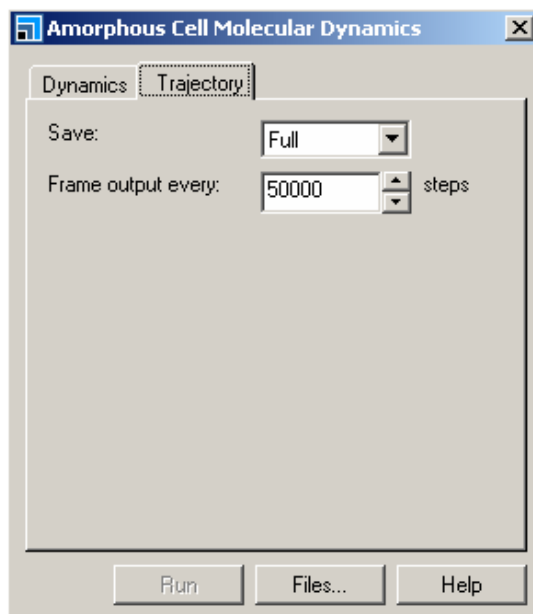 Amorphous Cell Molecular Dynamics
Dynamics Trajectory
Save: Full
Frame output every: 50000 steps
Run Files... Help